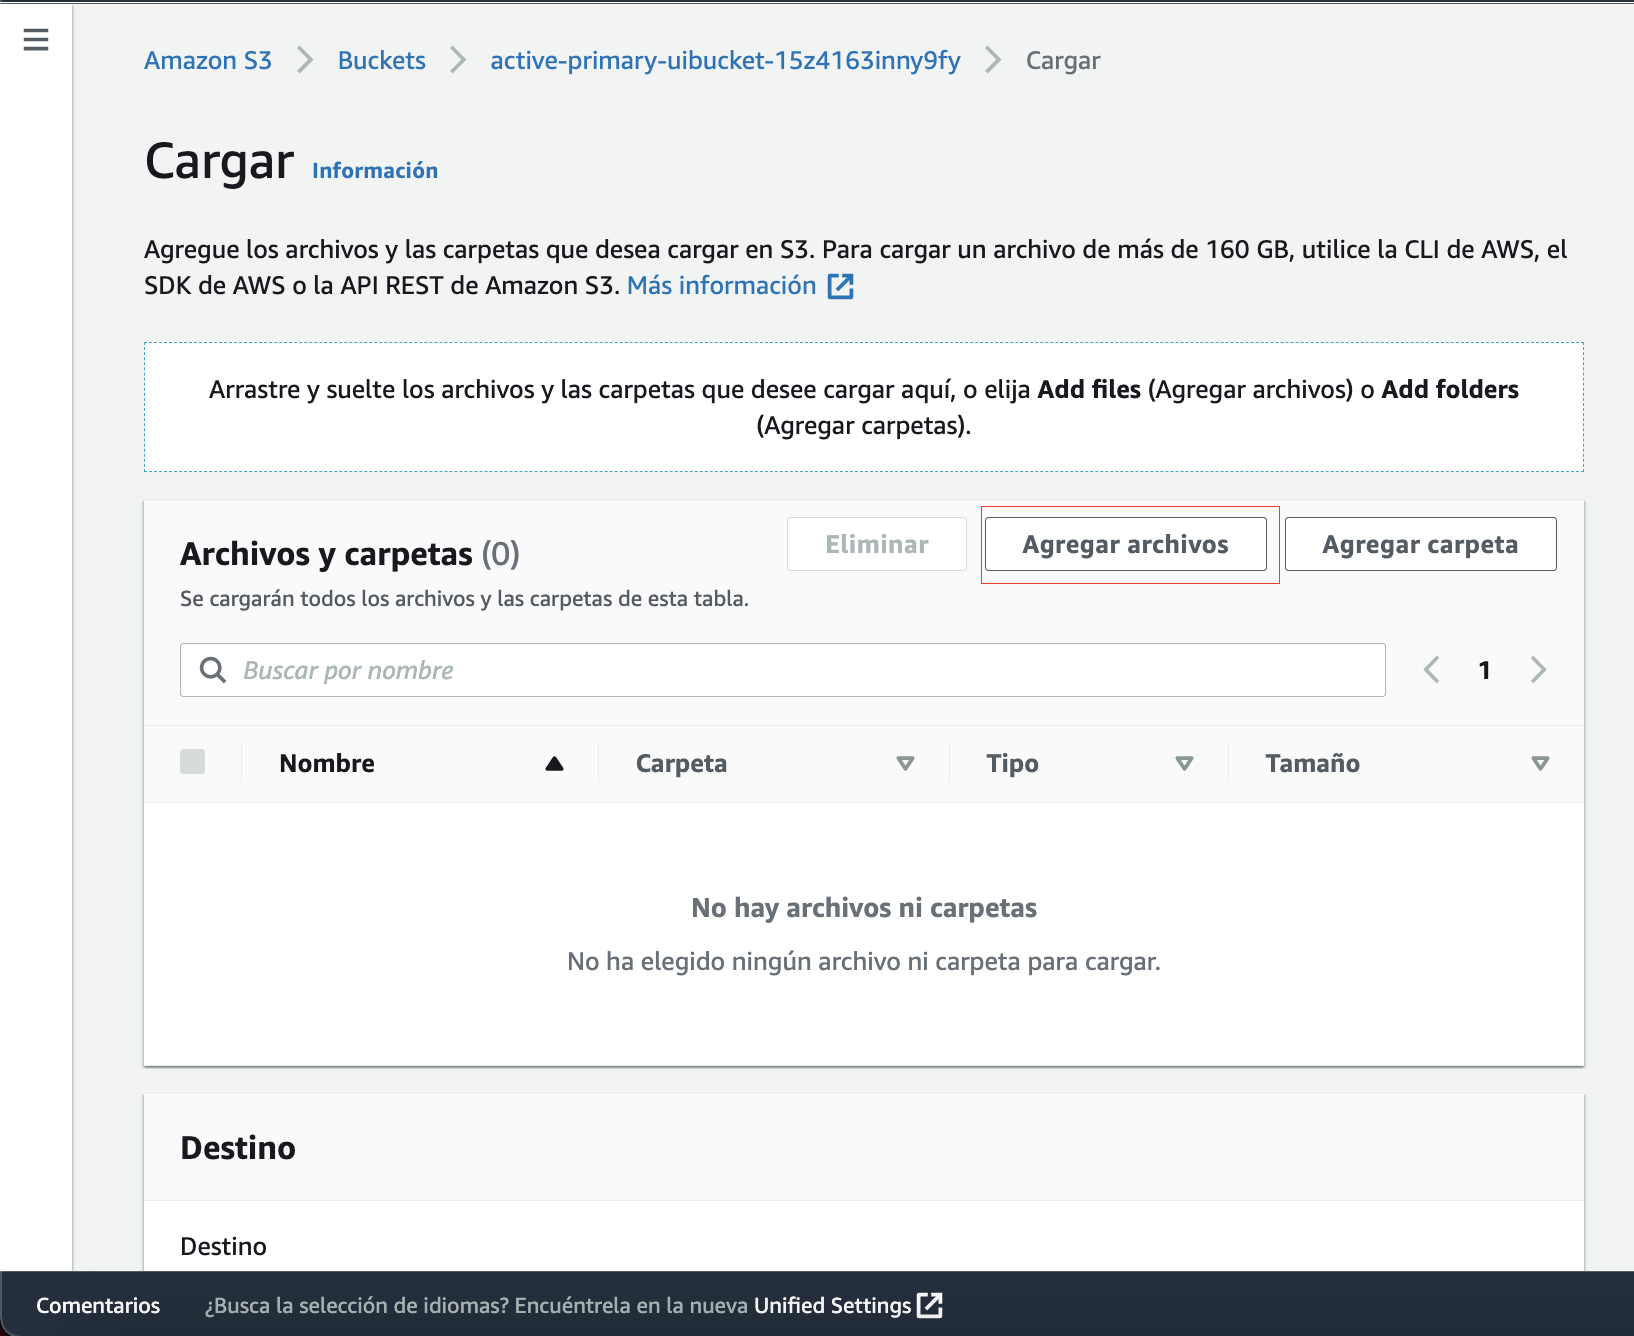 Amazon S3 > Buckets > active-primary-uibucket-15z4163inny9fy > Cargar
Cargar Información
Agregue los archivos y las carpetas que desea cargar en S3. Para cargar un archivo de más de 160 GB, utilice la CLI de AWS, el
SDK de AWS o la API REST de Amazon S3. Más información
Arrastre y suelte los archivos y las carpetas que desee cargar aquí, o elija Add files (Agregar archivos) o Add folders
(Agregar carpetas).
Archivos y carpetas (0) Eliminar Agregar archivos Agregar carpeta
Se cargarán todos los archivos y las carpetas de esta tabla.
Buscar por nombre 1
Nombre Carpeta Tipo Tamaño
No hay archivos ni carpetas
No ha elegido ningún archivo ni carpeta para cargar.
Destino
Destino
Comentarios ¿Busca la selección de idiomas? Encuéntrela en la nueva Unified Settings